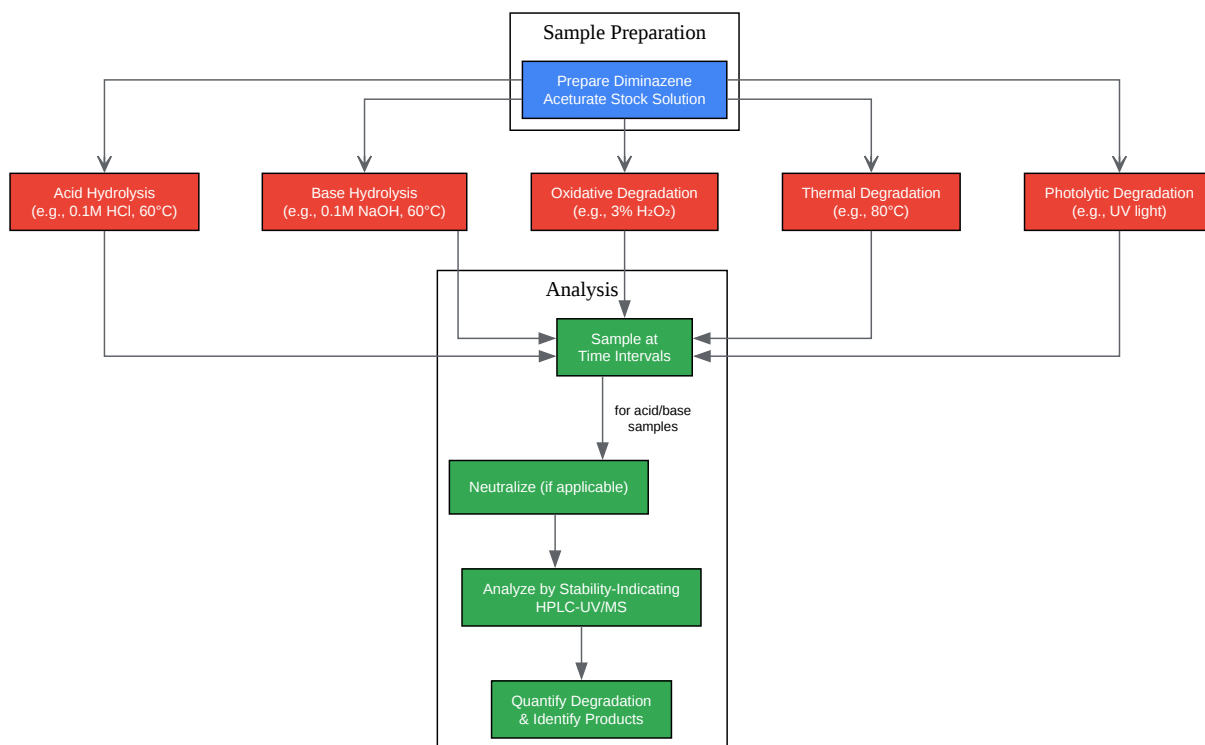 Sample Preparation
Prepare Diminazene
Aceturate Stock Solution
Acid Hydrolysis
(e.g., 0.1M HCl, 60°C)
Base Hydrolysis
(e.g., 0.1M NaOH, 60°C)
Oxidative Degradation
(e.g., 3% H₂O₂)
Thermal Degradation
(e.g., 80°C)
Photolytic Degradation
(e.g., UV light)
Analysis
Sample at
Time Intervals
for acid/base
samples
Neutralize (if applicable)
Analyze by Stability-Indicating
HPLC-UV/MS
Quantify Degradation
& Identify Products